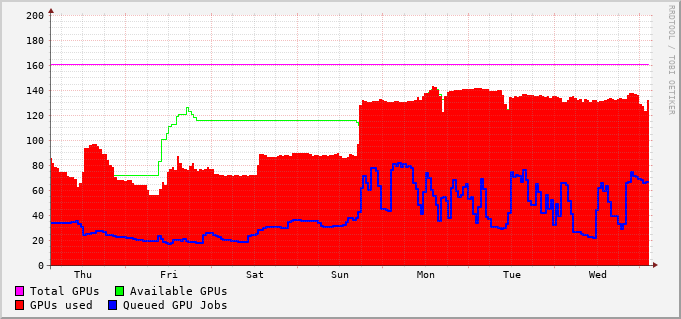 200
180
160
140
120
100
80
60
40
20
0
Thu Fri Sat Sun Mon Tue Wed
Total GPUs Available GPUs
GPUs used Queued GPU Jobs
RRDTOOL / TOBI OETIKER